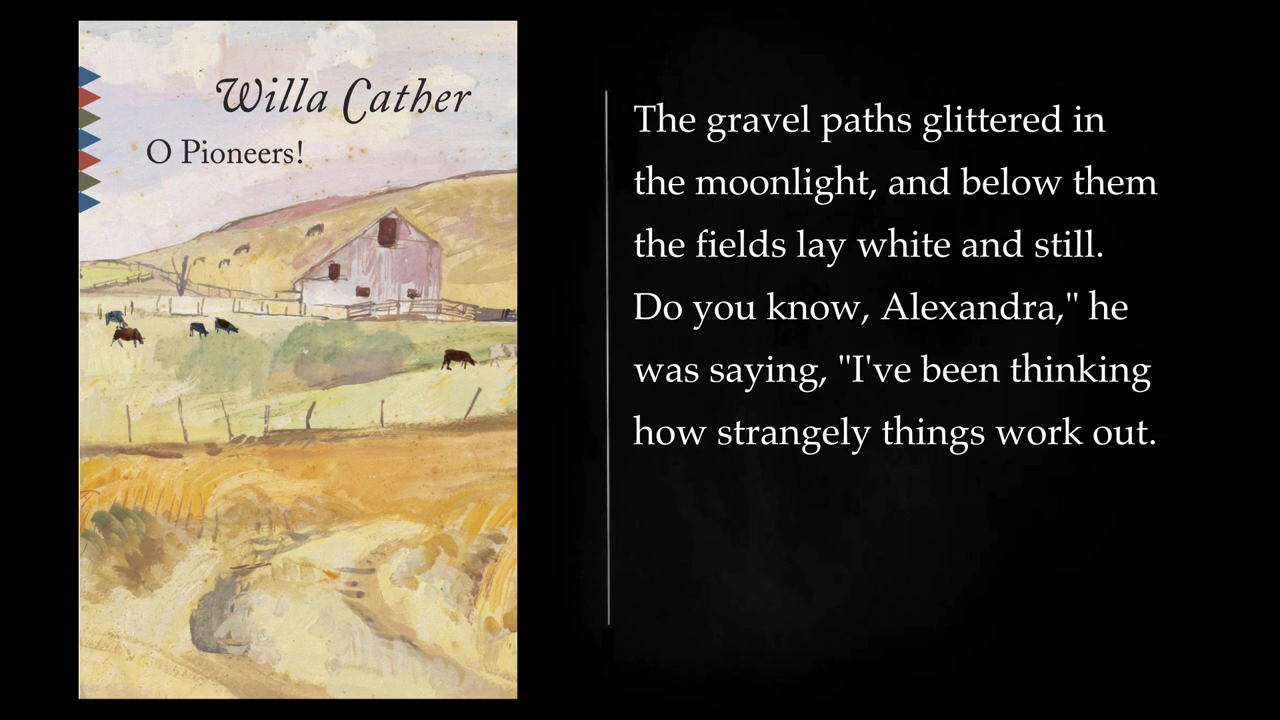 Willa Cather
O Pioneers!
The gravel paths glittered in
the moonlight, and below them
the fields lay white and still.
Do you know, Alexandra," he
was saying, "I've been thinking
how strangely things work out.